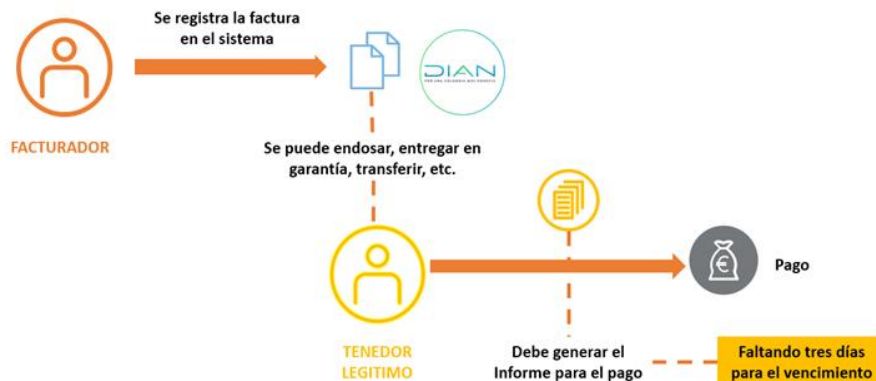 Se registra la factura
en el sistema
DIAN
FACTURADOR
Se puede endosar, entregar en
garantía, transferir, etc.
Pago
TENEDOR
LEGITIMO
Debe generar el
Informe para el pago
Faltando tres días
para el vencimiento